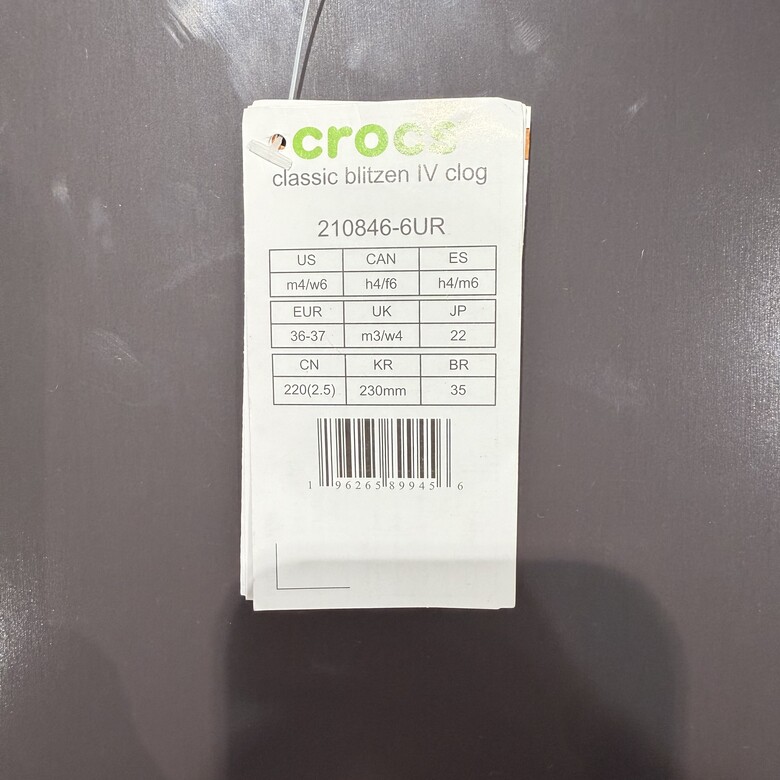 crocs
classic blitzen IV clog
210846-6UR
US CAN ES
m4/w6 h4/f6 h4/m6
EUR UK JP
36-37 m3/w4 22
CN KR BR
220(2.5) 230mm 35
1 96265 89945 6